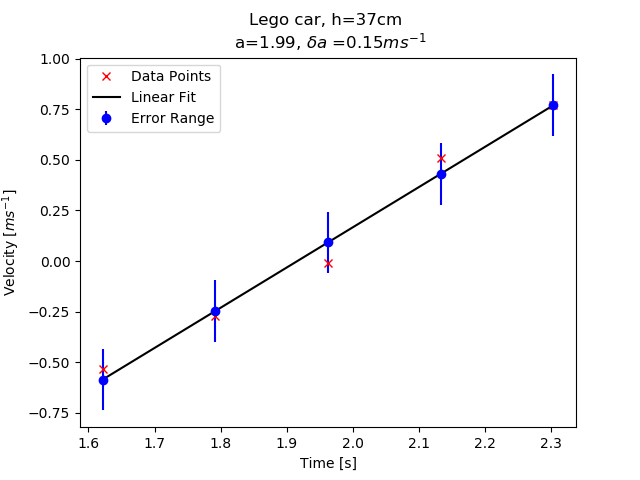 Lego car, h=37cm
a=1.99, δa =0.15ms⁻¹
Data Points
Linear Fit
Error Range
Velocity [ms⁻¹]
1.00
0.75
0.50
0.25
0.00
−0.25
−0.50
−0.75
1.6 1.7 1.8 1.9 2.0 2.1 2.2 2.3
Time [s]